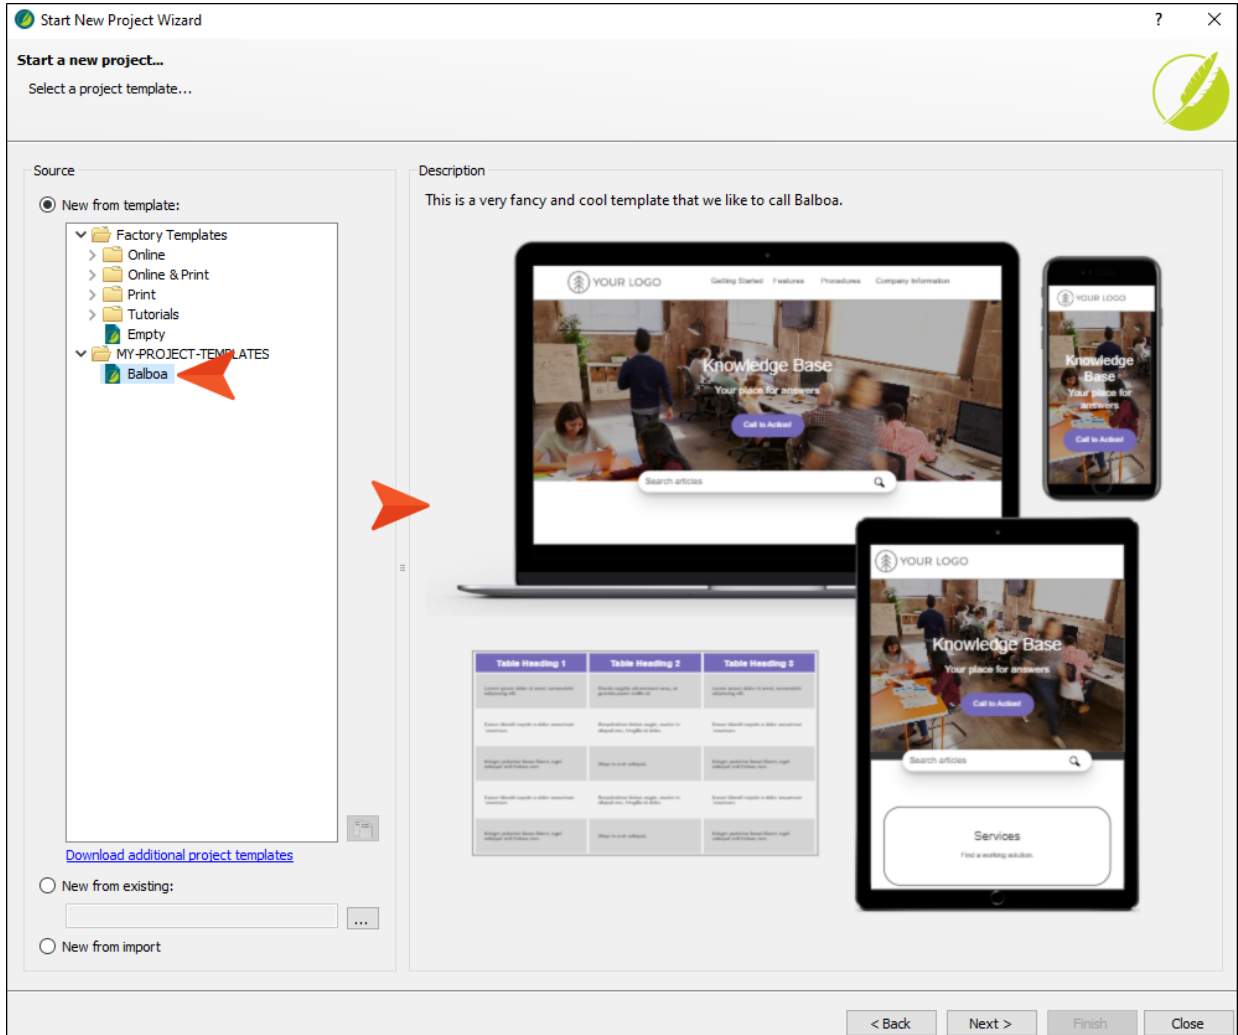 Start New Project Wizard
?
Start a new project...
Select a project template...
Source
New from template:
Factory Templates
Online
Online & Print
Print
Tutorials
Empty
MY-PROJECT-TEMPLATES
Balboa
Download additional project templates
New from existing:
...
New from import
Description
This is a very fancy and cool template that we like to call Balboa.
YOUR LOGO
Getting Started Features Procedures Company Information
Knowledge Base
Your place for answers
Call to Action!
Search articles
YOUR LOGO
Knowledge
Base
Your place for
answers
Call to Action!
YOUR LOGO
Knowledge Base
Your place for answers
Call to Action!
Search articles
Services
Find a working solution.
Table Heading 1 Table Heading 2 Table Heading 3
< Back
Next >
Finish
Close